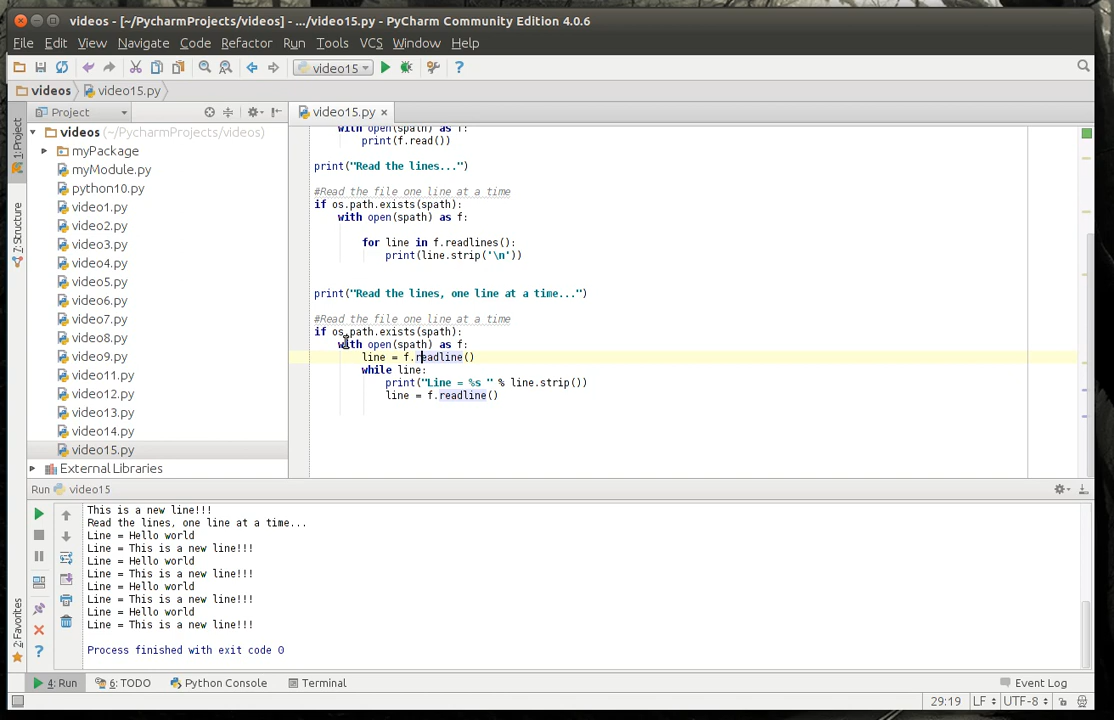 videos - [~/PycharmProjects/videos] - .../video15.py - PyCharm Community Edition 4.0.6
File Edit View Navigate Code Refactor Run Tools VCS Window Help
video15
videos video15.py
Project
video15.py
1: Project
7: Structure
2: Favorites
videos (~/PycharmProjects/videos)
myPackage
myModule.py
python10.py
video1.py
video2.py
video3.py
video4.py
video5.py
video6.py
video7.py
video8.py
video9.py
video11.py
video12.py
video13.py
video14.py
video15.py
External Libraries
with open(spath) as f:
print(f.read())
print("Read the lines...")
#Read the file one line at a time
if os.path.exists(spath):
with open(spath) as f:
for line in f.readlines():
print(line.strip('\n'))
print("Read the lines, one line at a time...")
#Read the file one line at a time
if os.path.exists(spath):
with open(spath) as f:
line = f.readline()
while line:
print("Line = %s " % line.strip())
line = f.readline()
Run video15
This is a new line!!!
Read the lines, one line at a time...
Line = Hello world
Line = This is a new line!!!
Line = Hello world
Line = This is a new line!!!
Line = Hello world
Line = This is a new line!!!
Line = Hello world
Line = This is a new line!!!
Process finished with exit code 0
4: Run 6: TODO Python Console Terminal Event Log
29:19 LF UTF-8